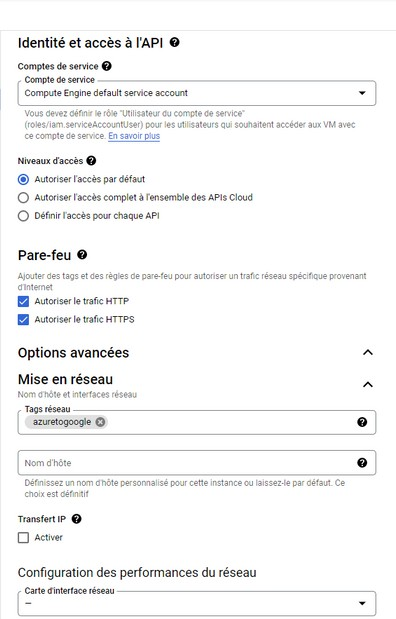 Identité et accès à l'API
Comptes de service
Compte de service
Compute Engine default service account
Vous devez définir le rôle "Utilisateur du compte de service"
(roles/iam.serviceAccountUser) pour les utilisateurs qui souhaitent accéder aux VM avec
ce compte de service. En savoir plus
Niveaux d'accès
Autoriser l'accès par défaut
Autoriser l'accès complet à l'ensemble des APIs Cloud
Définir l'accès pour chaque API
Pare-feu
Ajouter des tags et des règles de pare-feu pour autoriser un trafic réseau spécifique provenant
d'Internet
Autoriser le trafic HTTP
Autoriser le trafic HTTPS
Options avancées
Mise en réseau
Nom d'hôte et interfaces réseau
Tags réseau
azuretogoogle
Nom d'hôte
Définissez un nom d'hôte personnalisé pour cette instance ou laissez-le par défaut. Ce
choix est définitif
Transfert IP
Activer
Configuration des performances du réseau
Carte d'interface réseau
–